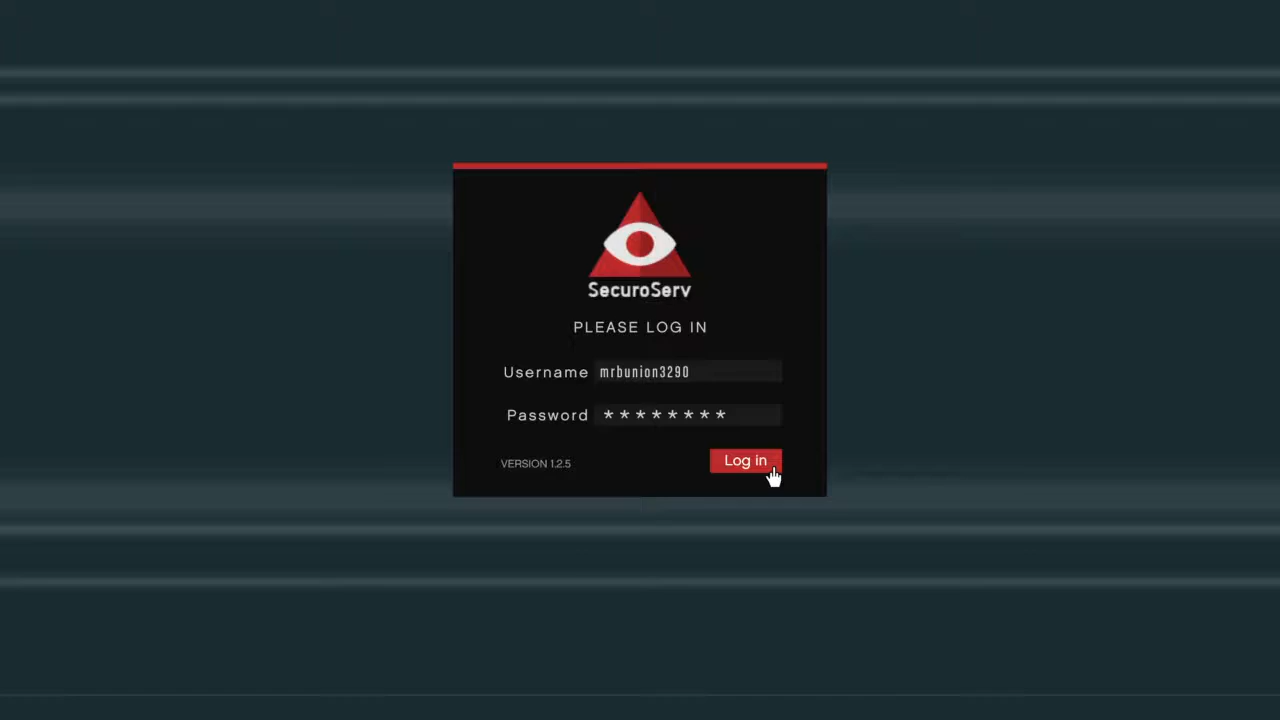 SecuroServ
PLEASE LOG IN
Username mrbunion3290
Password ********
VERSION 1.2.5 Log in